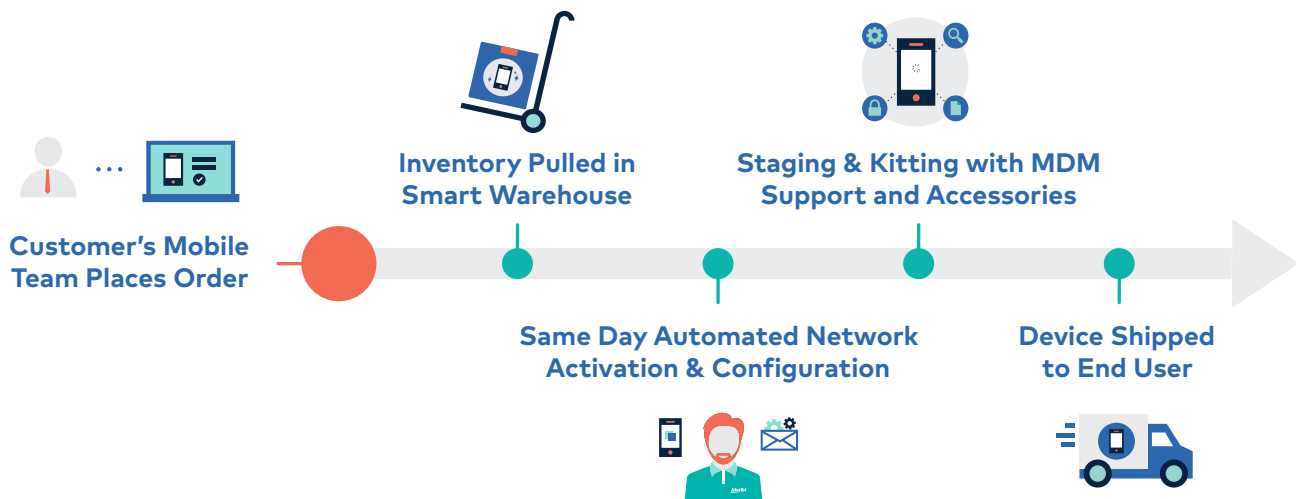 Customer's Mobile
Team Places Order
Inventory Pulled in
Smart Warehouse
Same Day Automated Network
Activation & Configuration
Staging & Kitting with MDM
Support and Accessories
Device Shipped
to End User